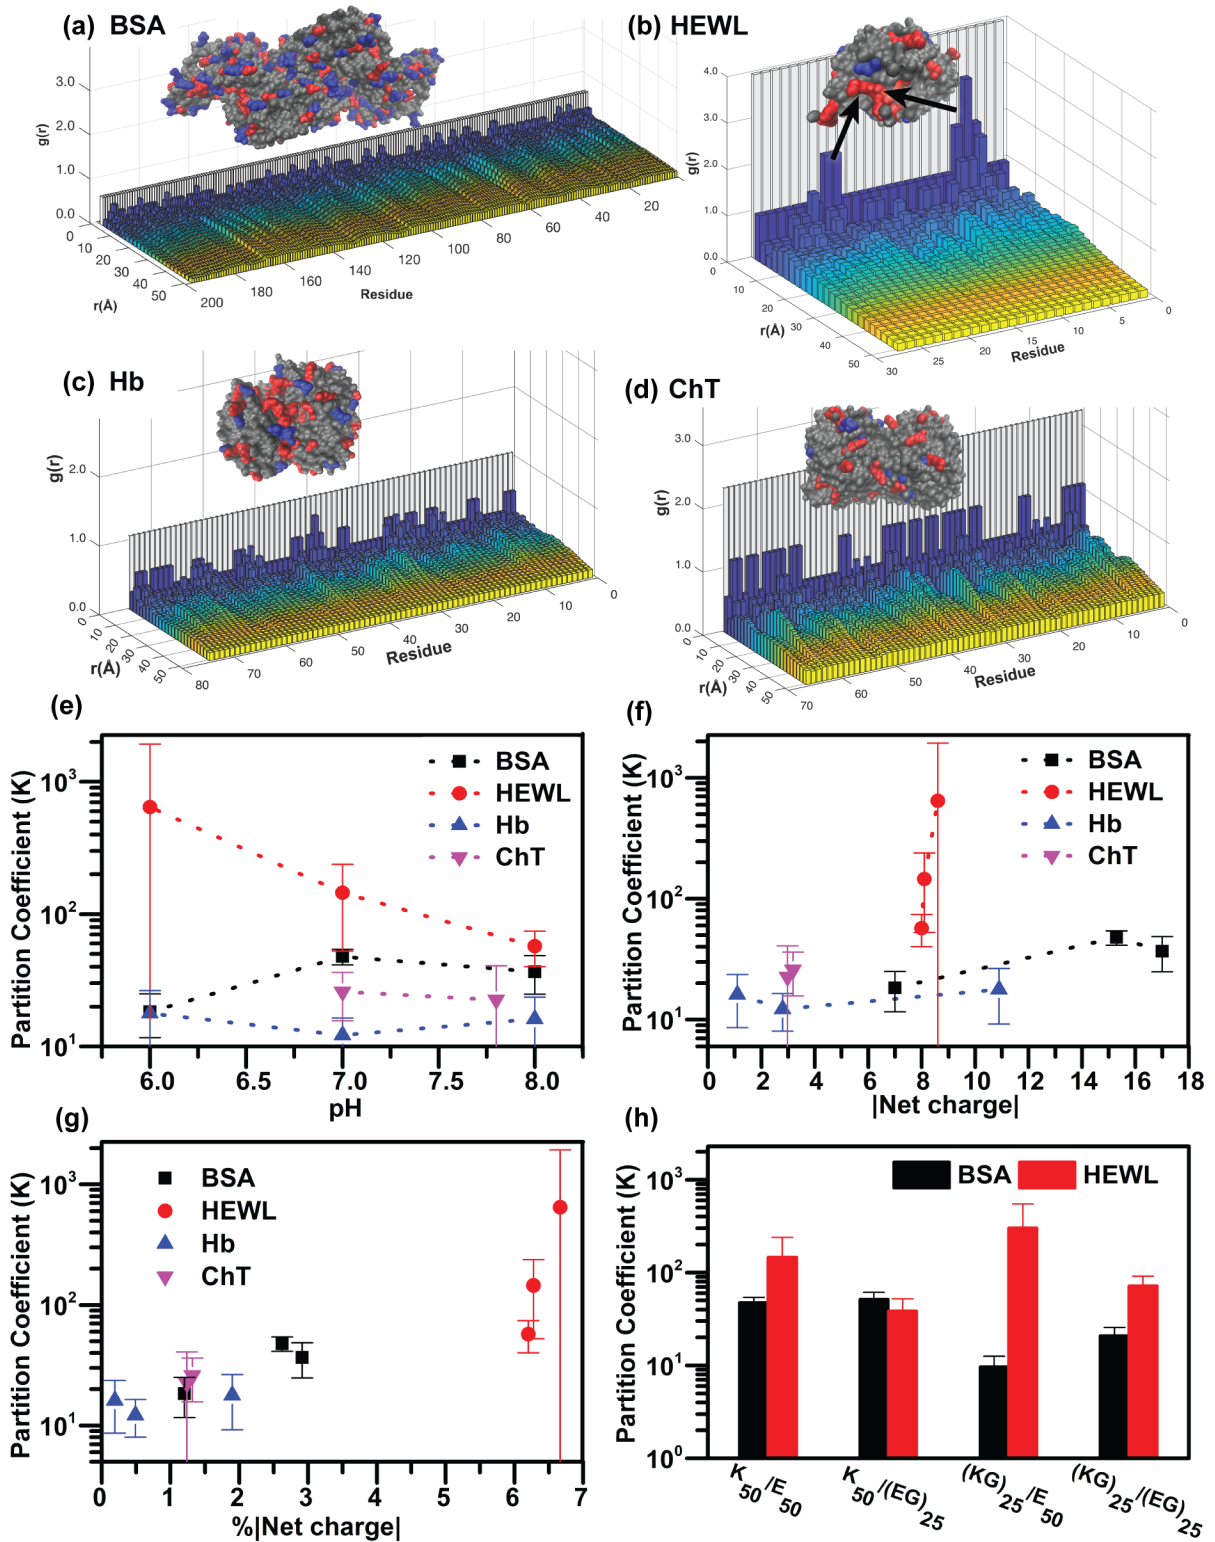 (a) BSA
g(r)
3.0
2.0
1.0
0.0
0
10
20
30
40
50
r(Å)
200
180
160
140
120
100
80
60
40
20
Residue
(b) HEWL
g(r)
4.0
3.0
2.0
1.0
0.0
0
10
20
30
40
50
r(Å)
30
25
20
15
10
5
0
Residue
(c) Hb
g(r)
2.0
1.0
0.0
0
10
20
30
40
50
r(Å)
80
70
60
50
40
30
20
10
0
Residue
(d) ChT
g(r)
3.0
2.0
1.0
0.0
0
10
20
30
40
50
r(Å)
70
60
50
40
30
20
10
0
Residue
(e)
Partition Coefficient (K)
10³
10²
10¹
6.0 6.5 7.0 7.5 8.0
pH
BSA
HEWL
Hb
ChT
(f)
Partition Coefficient (K)
10³
10²
10¹
0 2 4 6 8 10 12 14 16 18
|Net charge|
BSA
HEWL
Hb
ChT
(g)
Partition Coefficient (K)
10³
10²
10¹
0 1 2 3 4 5 6 7
%|Net charge|
BSA
HEWL
Hb
ChT
(h)
Partition Coefficient (K)
10³
10²
10¹
10⁰
BSA HEWL
K₅₀/E₅₀
K₅₀/(EG)₂₅
(KG)₂₅/E₅₀
(KG)₂₅/(EG)₂₅